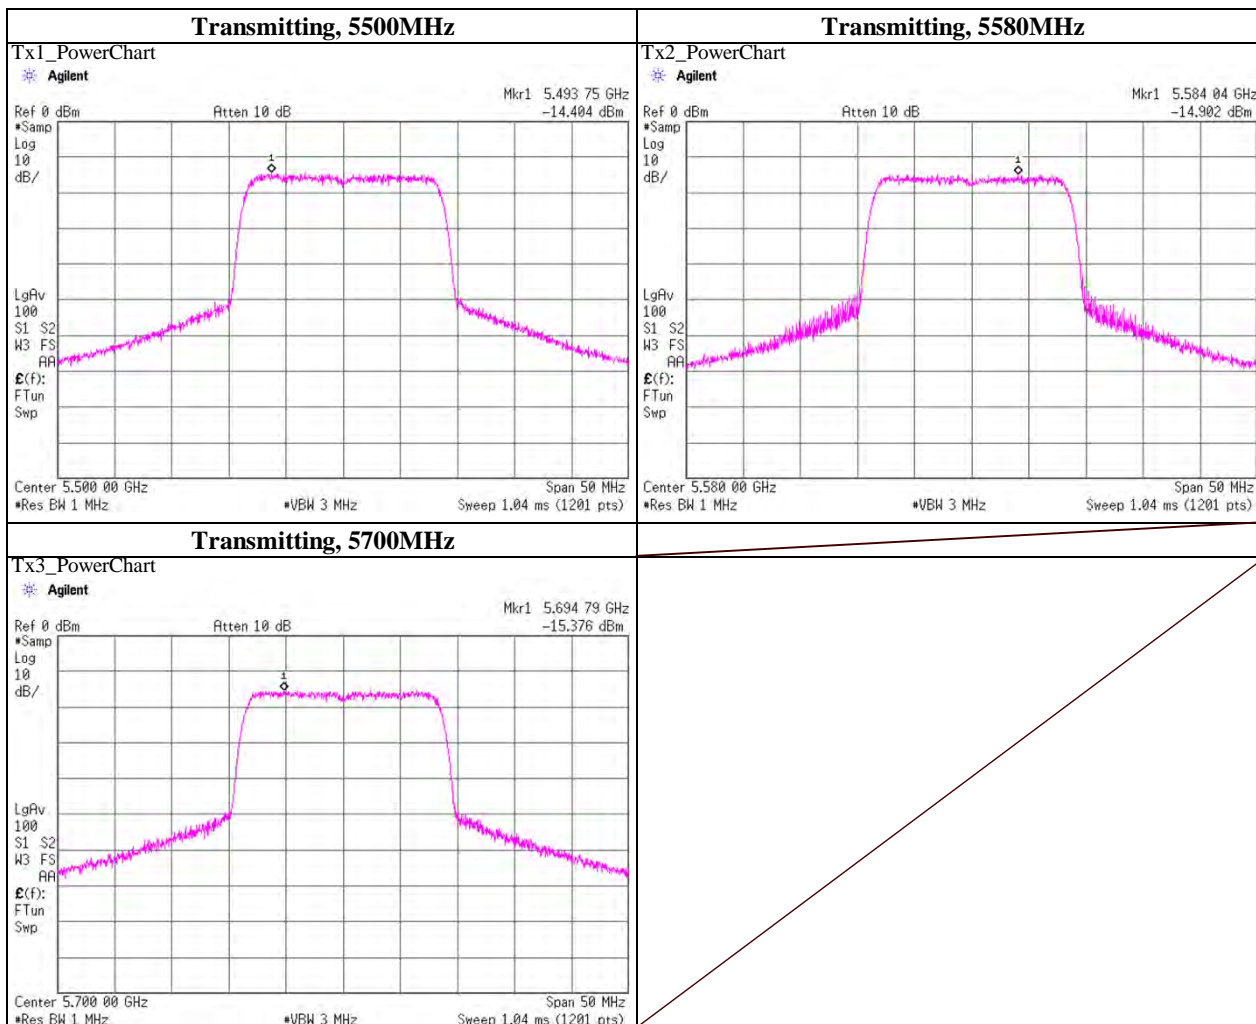 Transmitting, 5500MHz
Tx1_PowerChart
Agilent
Mkr1 5.493 75 GHz
Ref 0 dBm Atten 10 dB -14.404 dBm
*Samp
Log
10
dB/
1
LgAv
100
S1 S2
W3 FS
AA
£(f):
FTun
Swp
Center 5.500 00 GHz Span 50 MHz
*Res BW 1 MHz *VBW 3 MHz Sweep 1.04 ms (1201 pts)
Transmitting, 5580MHz
Tx2_PowerChart
Agilent
Mkr1 5.584 04 GHz
Ref 0 dBm Atten 10 dB -14.902 dBm
*Samp
Log
10
dB/
1
LgAv
100
S1 S2
W3 FS
AA
£(f):
FTun
Swp
Center 5.580 00 GHz Span 50 MHz
*Res BW 1 MHz *VBW 3 MHz Sweep 1.04 ms (1201 pts)
Transmitting, 5700MHz
Tx3_PowerChart
Agilent
Mkr1 5.694 79 GHz
Ref 0 dBm Atten 10 dB -15.376 dBm
*Samp
Log
10
dB/
1
LgAv
100
S1 S2
W3 FS
AA
£(f):
FTun
Swp
Center 5.700 00 GHz Span 50 MHz
*Res BW 1 MHz *VBW 3 MHz Sweep 1.04 ms (1201 pts)